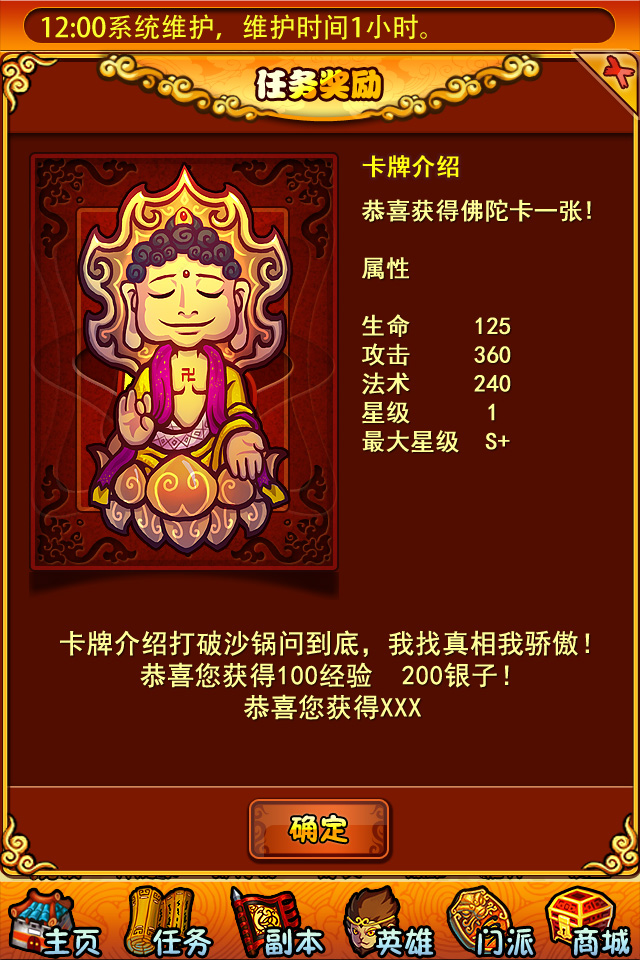 12:00系统维护，维护时间1小时。
任务奖励
卡牌介绍
恭喜获得佛陀卡一张！
属性
生命 125
攻击 360
法术 240
星级 1
最大星级 S+
卍
卡牌介绍打破沙锅问到底，我找真相我骄傲！
恭喜您获得100经验 200银子！
恭喜您获得XXX
确定
主页 任务 副本 英雄 门派 商城